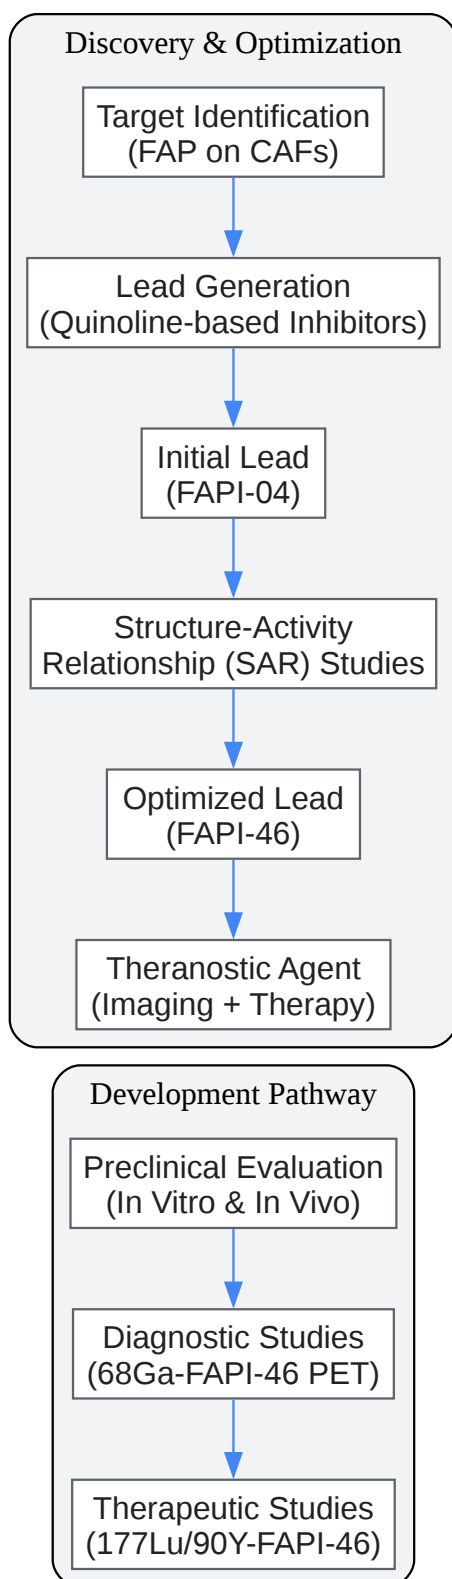 Discovery & Optimization
Target Identification
(FAP on CAFs)
Lead Generation
(Quinoline-based Inhibitors)
Initial Lead
(FAPI-04)
Structure-Activity
Relationship (SAR) Studies
Optimized Lead
(FAPI-46)
Theranostic Agent
(Imaging + Therapy)
Development Pathway
Preclinical Evaluation
(In Vitro & In Vivo)
Diagnostic Studies
(68Ga-FAPI-46 PET)
Therapeutic Studies
(177Lu/90Y-FAPI-46)